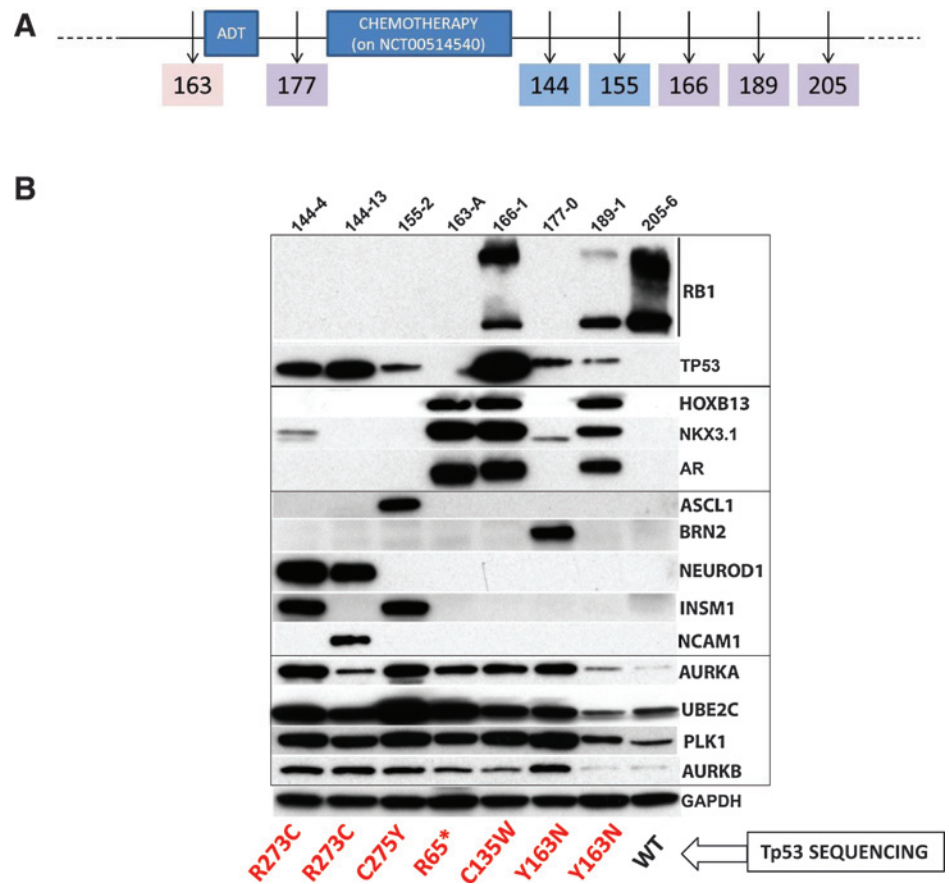 A
ADT
CHEMOTHERAPY
(on NCT00514540)
163
177
144
155
166
189
205
B
144-4
144-13
155-2
163-A
166-1
177-0
189-1
205-6
RB1
TP53
HOXB13
NKX3.1
AR
ASCL1
BRN2
NEUROD1
INSM1
NCAM1
AURKA
UBE2C
PLK1
AURKB
GAPDH
R273C
R273C
C275Y
R65*
C135W
Y163N
Y163N
WT
Tp53 SEQUENCING